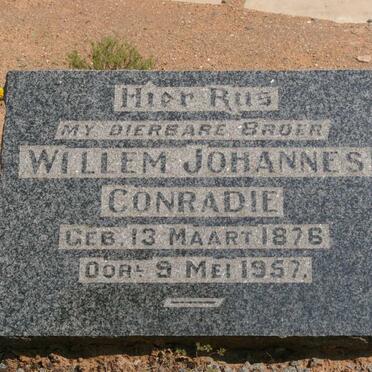 Hier Rus
MY DIERBARE BROER
WILLEM JOHANNES
CONRADIE
GEB. 13 MAART 1876
OORL. 9 MEI 1957.